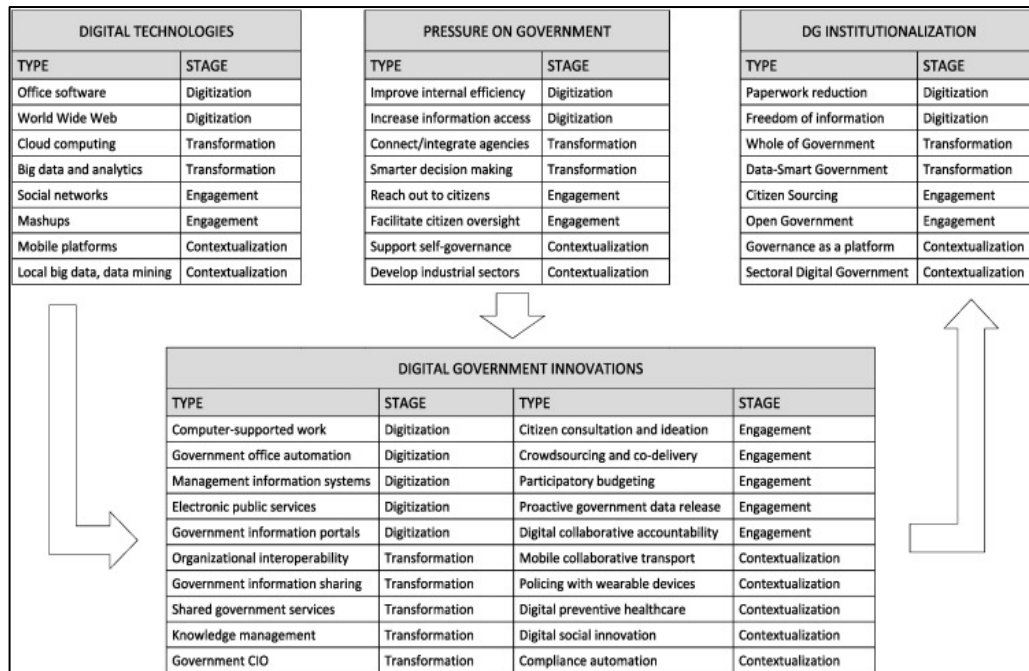 DIGITAL TECHNOLOGIES
TYPE STAGE
Office software Digitization
World Wide Web Digitization
Cloud computing Transformation
Big data and analytics Transformation
Social networks Engagement
Mashups Engagement
Mobile platforms Contextualization
Local big data, data mining Contextualization
PRESSURE ON GOVERNMENT
TYPE STAGE
Improve internal efficiency Digitization
Increase information access Digitization
Connect/integrate agencies Transformation
Smarter decision making Transformation
Reach out to citizens Engagement
Facilitate citizen oversight Engagement
Support self-governance Contextualization
Develop industrial sectors Contextualization
DG INSTITUTIONALIZATION
TYPE STAGE
Paperwork reduction Digitization
Freedom of information Digitization
Whole of Government Transformation
Data-Smart Government Transformation
Citizen Sourcing Engagement
Open Government Engagement
Governance as a platform Contextualization
Sectoral Digital Government Contextualization
DIGITAL GOVERNMENT INNOVATIONS
TYPE STAGE TYPE STAGE
Computer-supported work Digitization Citizen consultation and ideation Engagement
Government office automation Digitization Crowdsourcing and co-delivery Engagement
Management information systems Digitization Participatory budgeting Engagement
Electronic public services Digitization Proactive government data release Engagement
Government information portals Digitization Digital collaborative accountability Engagement
Organizational interoperability Transformation Mobile collaborative transport Contextualization
Government information sharing Transformation Policing with wearable devices Contextualization
Shared government services Transformation Digital preventive healthcare Contextualization
Knowledge management Transformation Digital social innovation Contextualization
Government CIO Transformation Compliance automation Contextualization